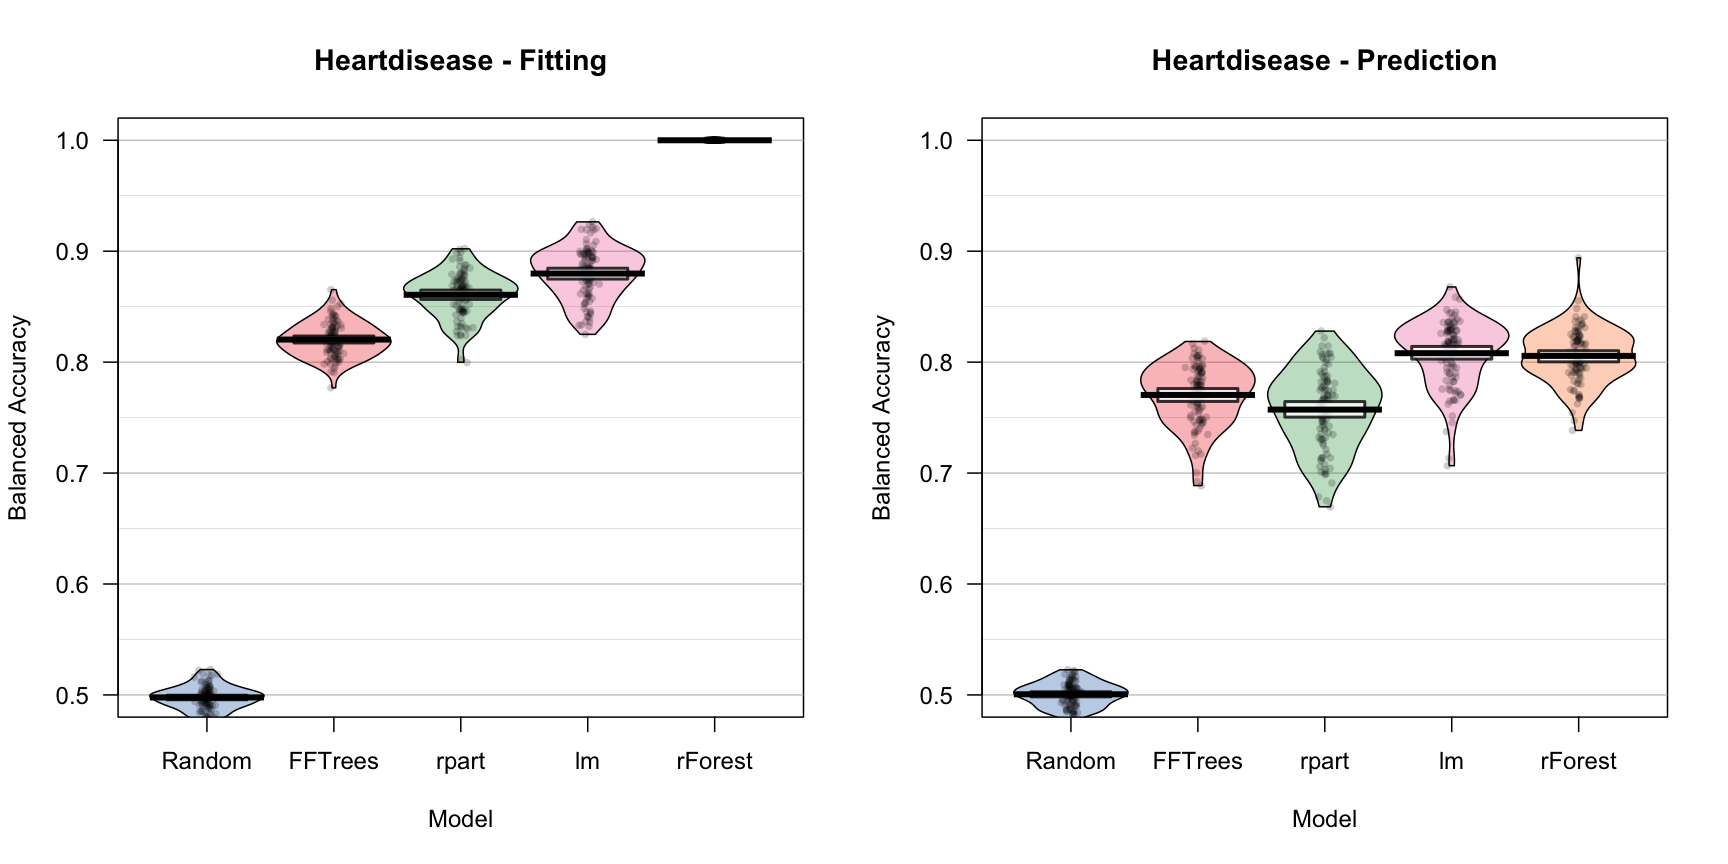 Heartdisease - Fitting
Balanced Accuracy
1.0
0.9
0.8
0.7
0.6
0.5
Random FFTrees rpart lm rForest
Model
Heartdisease - Prediction
Balanced Accuracy
1.0
0.9
0.8
0.7
0.6
0.5
Random FFTrees rpart lm rForest
Model